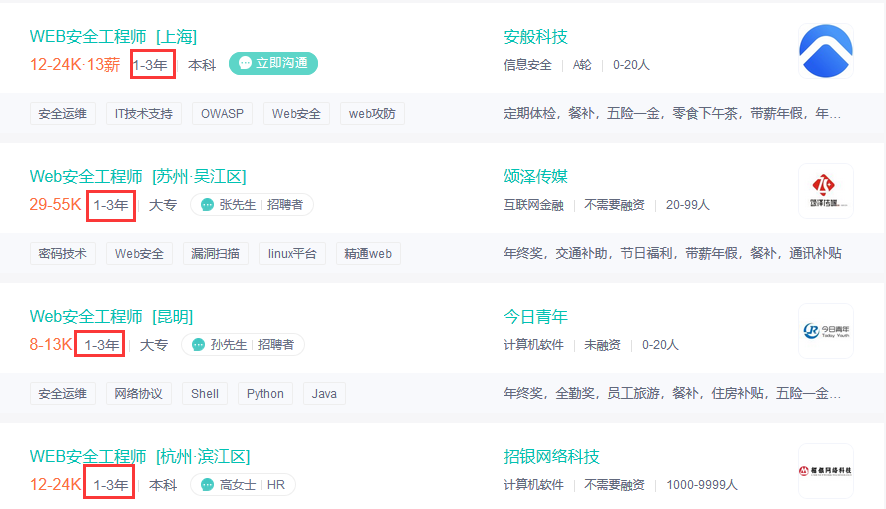 WEB安全工程师 [上海]
安般科技
12-24K·13薪 1-3年 本科 立即沟通
信息安全 A轮 0-20人
安全运维 IT技术支持 OWASP Web安全 web攻防
定期体检，餐补，五险一金，零食下午茶，带薪年假，年…
Web安全工程师 [苏州·吴江区]
颂泽传媒
29-55K 1-3年 大专 张先生 招聘者
互联网金融 不需要融资 20-99人
颂泽传媒
密码技术 Web安全 漏洞扫描 linux平台 精通web
年终奖，交通补助，节日福利，带薪年假，餐补，通讯补贴
Web安全工程师 [昆明]
今日青年
8-13K 1-3年 大专 孙先生 招聘者
计算机软件 未融资 0-20人
今日青年
Today Youth
安全运维 网络协议 Shell Python Java
年终奖，全勤奖，员工旅游，餐补，住房补贴，五险一金…
WEB安全工程师 [杭州·滨江区]
招银网络科技
12-24K 1-3年 本科 高女士 HR
计算机软件 不需要融资 1000-9999人
招银网络科技